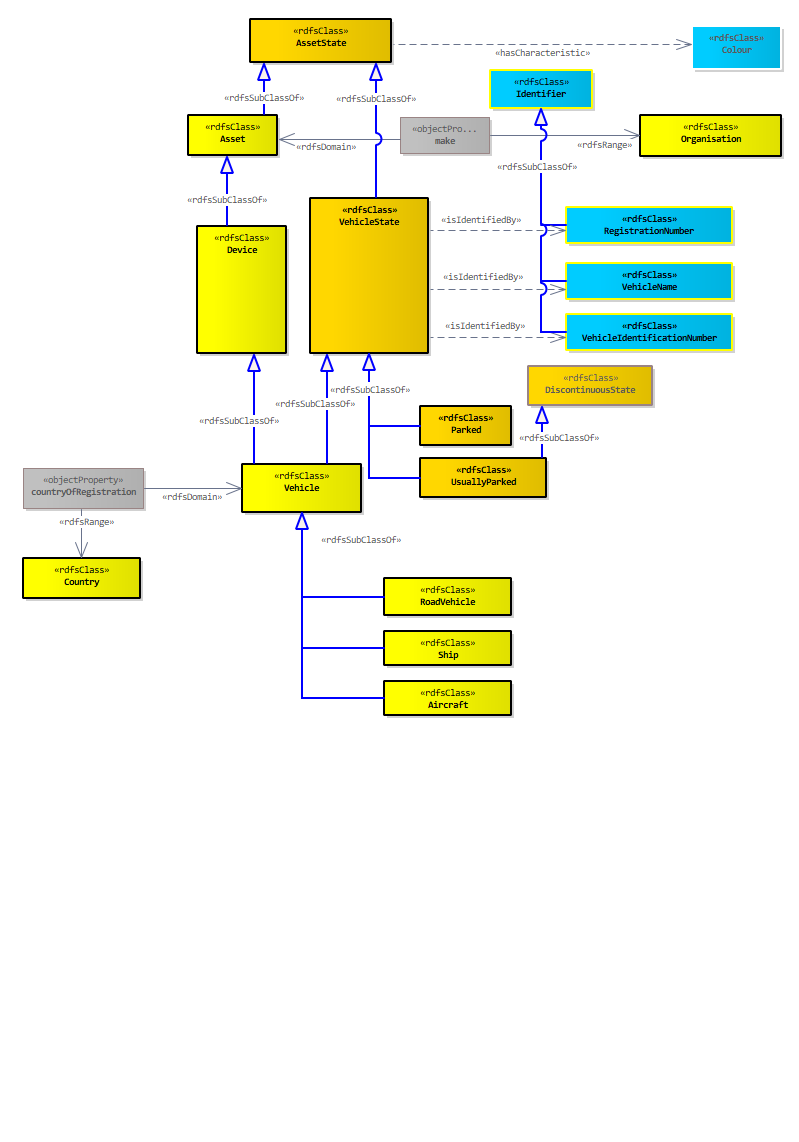 «rdfsClass»
AssetState
«rdfsClass»
Colour
«hasCharacteristic»
«rdfsClass»
Identifier
«rdfsSubClassOf»
«rdfsSubClassOf»
«rdfsClass»
Asset
«objectPro...
make
«rdfsClass»
Organisation
«rdfsDomain»
«rdfsRange»
«rdfsSubClassOf»
«rdfsSubClassOf»
«rdfsClass»
Device
«rdfsClass»
VehicleState
«isIdentifiedBy»
«rdfsClass»
RegistrationNumber
«isIdentifiedBy»
«rdfsClass»
VehicleName
«isIdentifiedBy»
«rdfsClass»
VehicleIdentificationNumber
«rdfsClass»
DiscontinuousState
«rdfsSubClassOf»
«rdfsSubClassOf»
«rdfsSubClassOf»
«rdfsClass»
Parked
«rdfsSubClassOf»
«rdfsClass»
UsuallyParked
«objectProperty»
countryOfRegistration
«rdfsDomain»
«rdfsClass»
Vehicle
«rdfsRange»
«rdfsSubClassOf»
«rdfsClass»
Country
«rdfsClass»
RoadVehicle
«rdfsClass»
Ship
«rdfsClass»
Aircraft